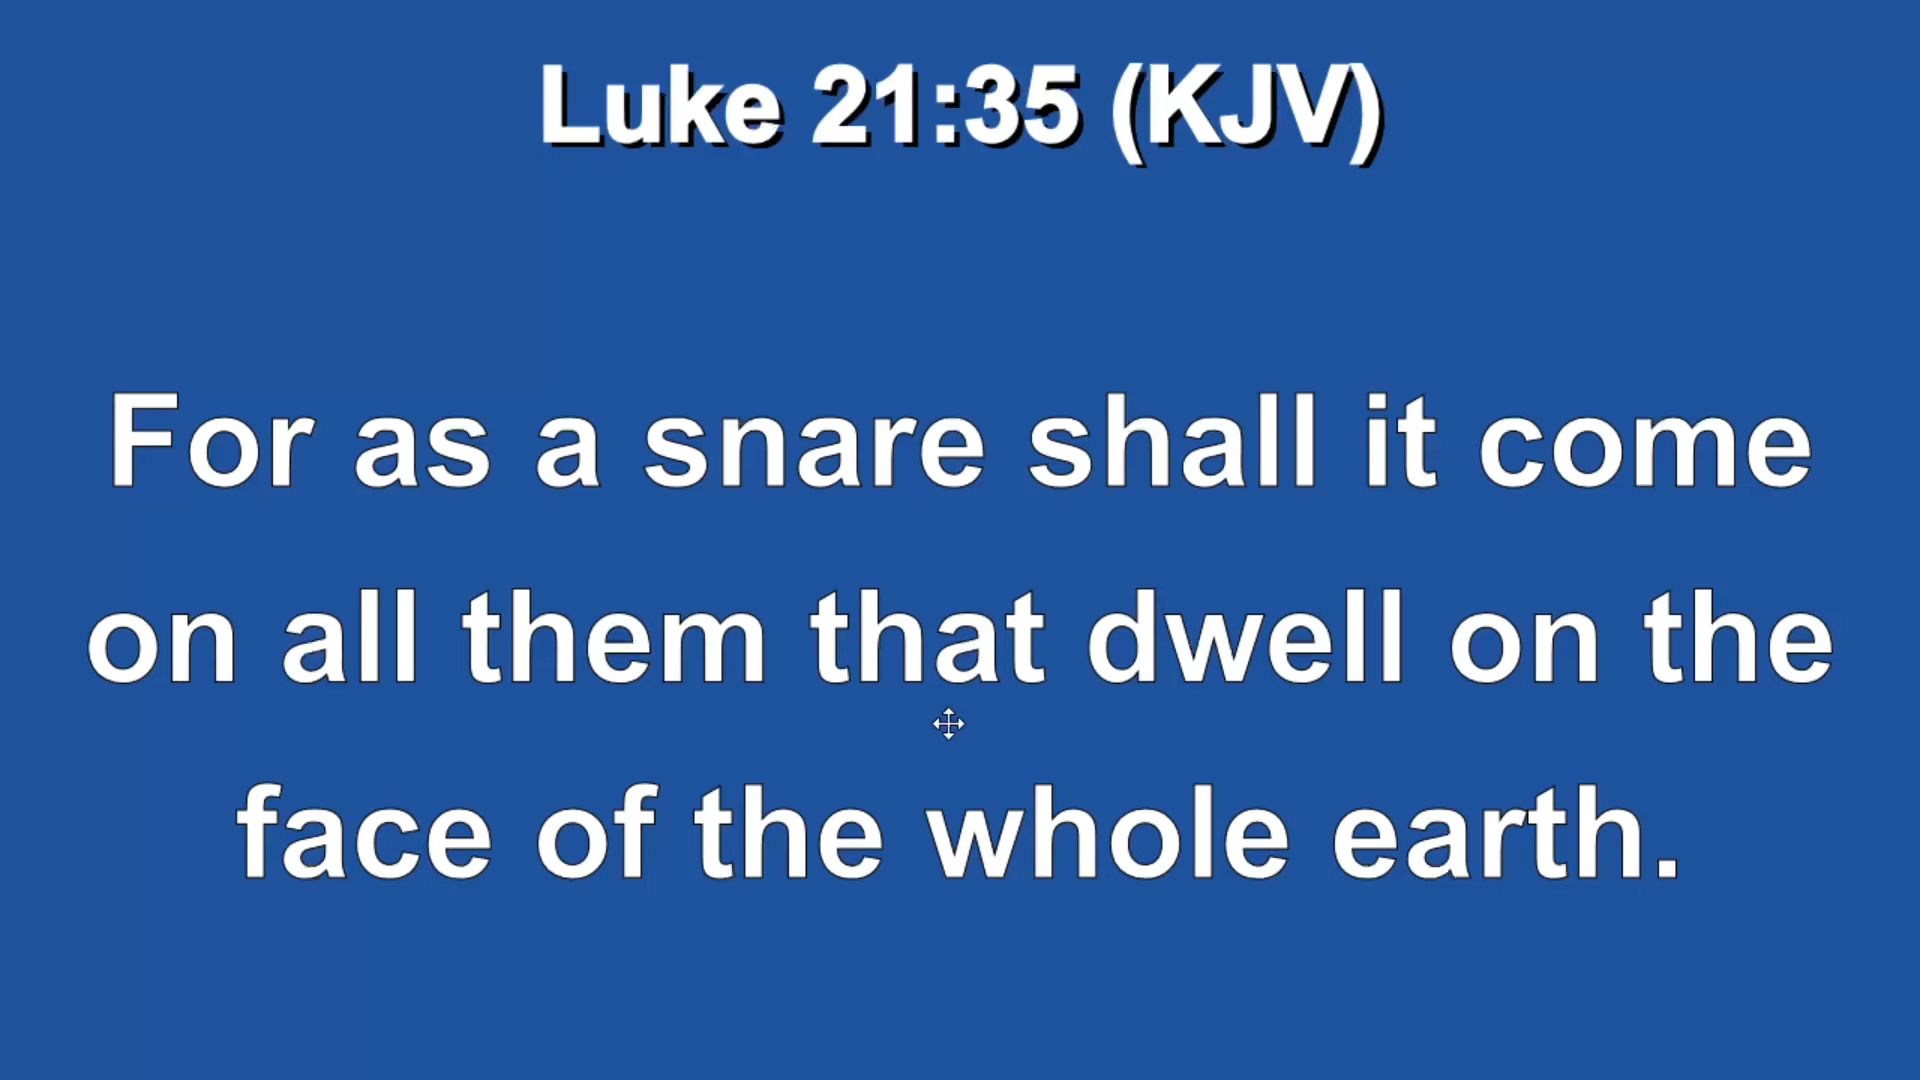 Luke 21:35 (KJV)
For as a snare shall it come
on all them that dwell on the
face of the whole earth.